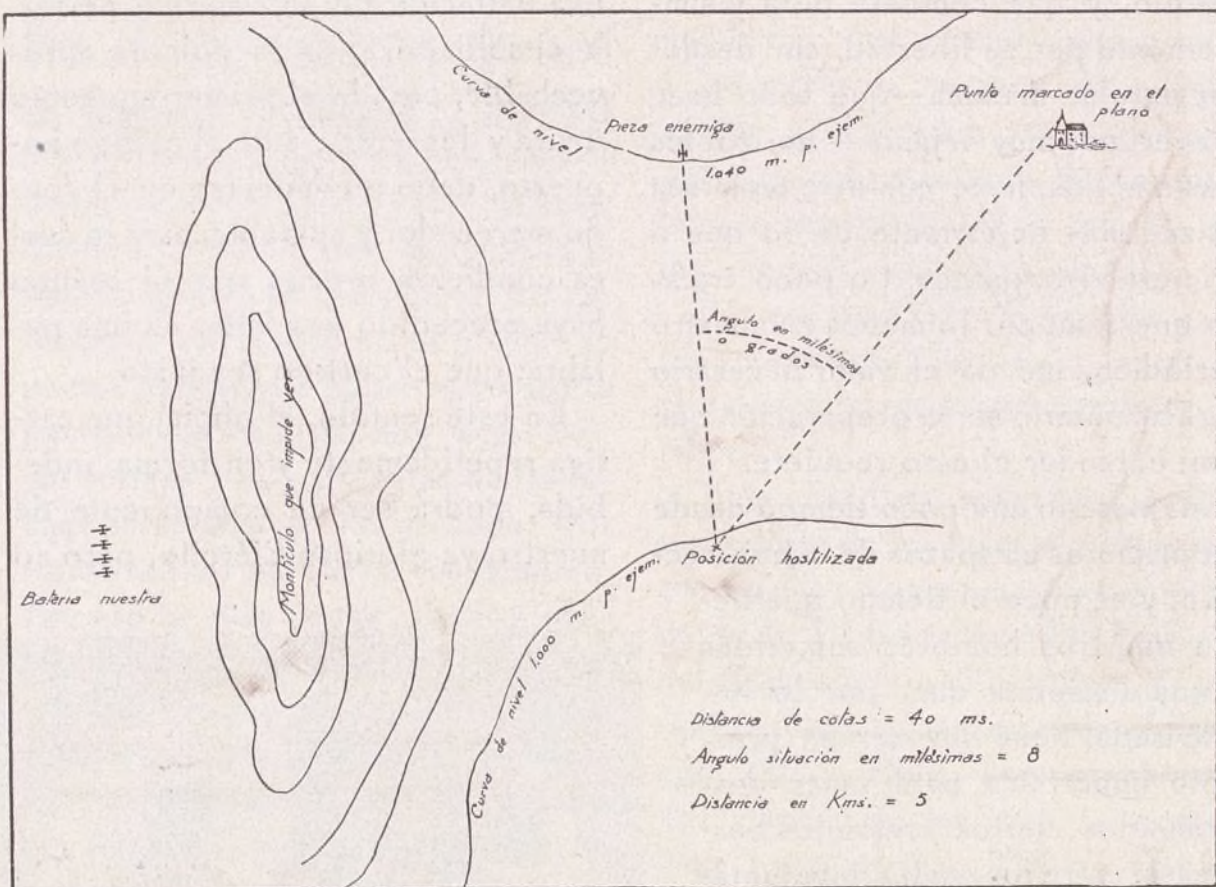 Curva de nivel
1.040 m. p. ejem.
Pieza enemiga
Punto marcado en el
plano
Angulo en milésimas
ó grados
Monticulo que impide ver
Bateria nuestra
Posición hostilizada
Curva de nivel 1.000 m. p. ejem.
Distancia de cotas = 40 ms.
Angulo situación en milésimas = 8
Distancia en Kms. = 5